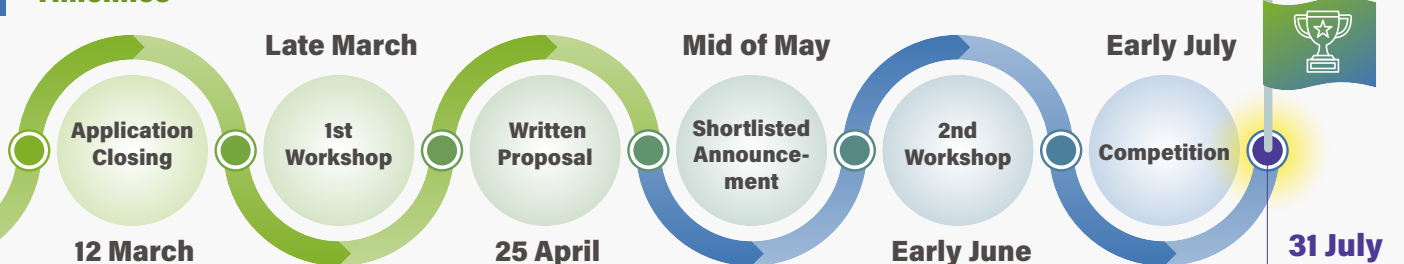 Timelines
Late March
Mid of May
Early July
Application
Closing
1st
Workshop
Written
Proposal
Shortlisted
Announce-
ment
2nd
Workshop
Competition
12 March
25 April
Early June
31 July